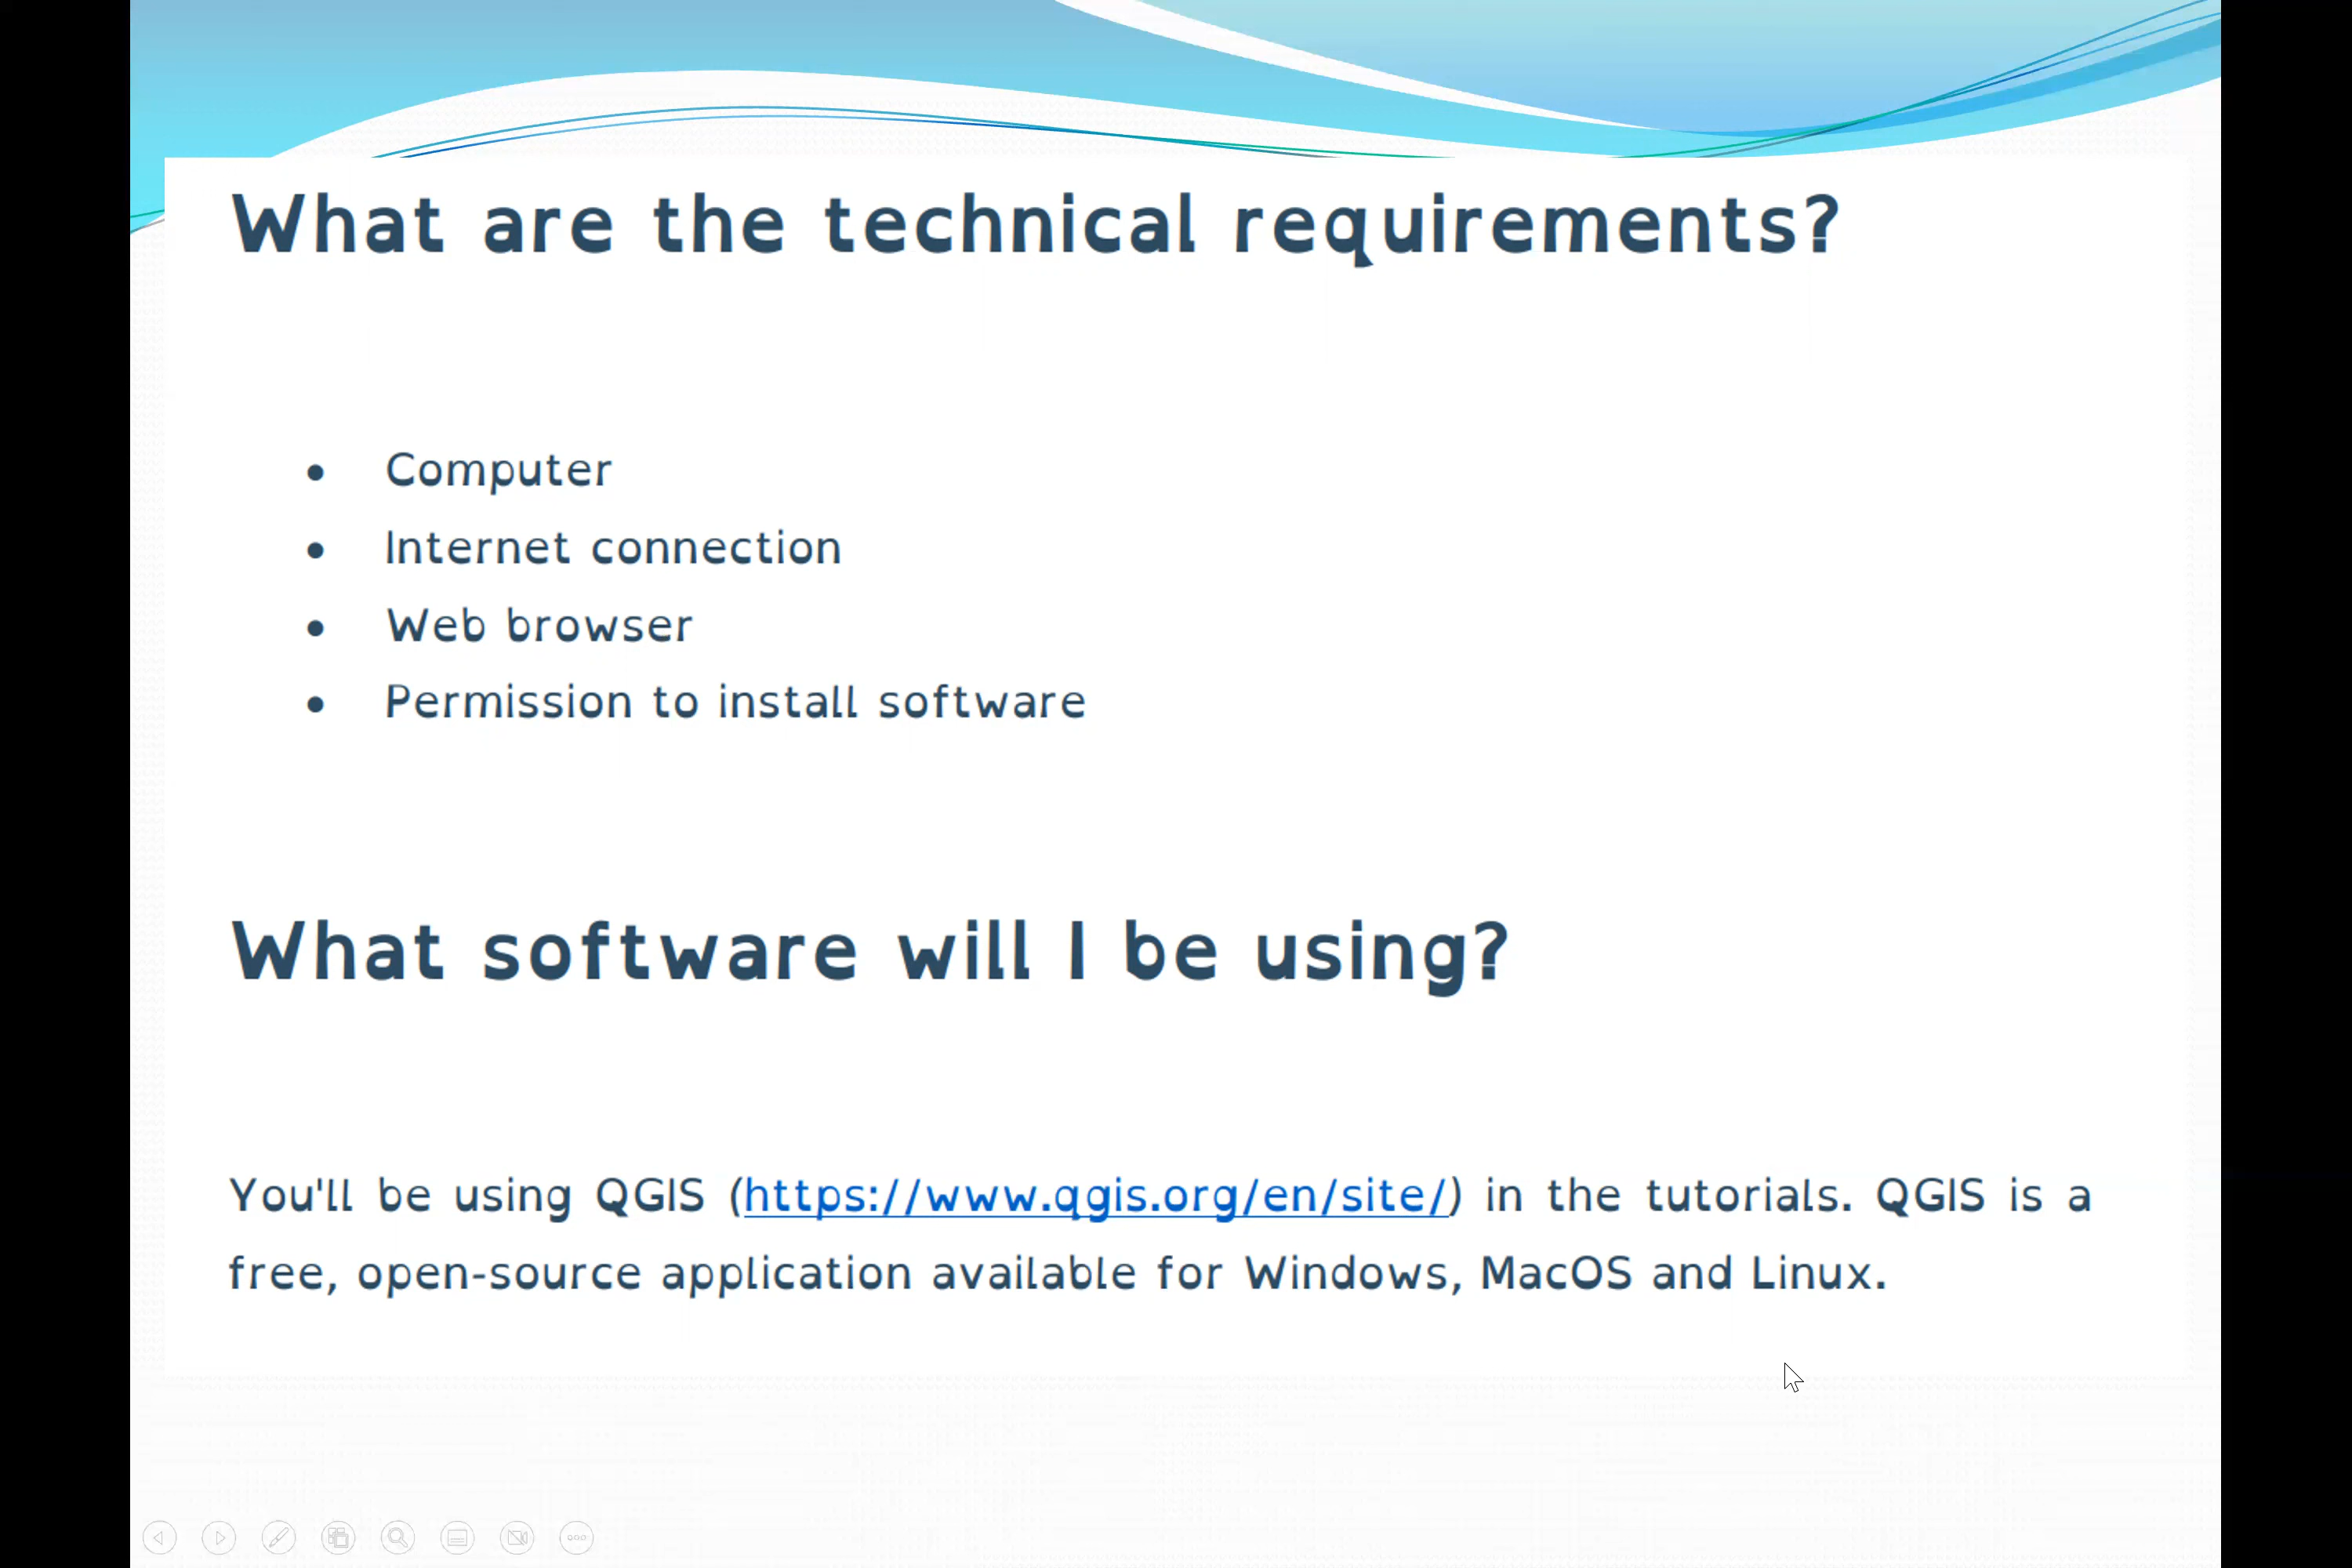 What are the technical requirements?
• Computer
• Internet connection
• Web browser
• Permission to install software
What software will I be using?
You'll be using QGIS (https://www.qgis.org/en/site/) in the tutorials. QGIS is a
free, open-source application available for Windows, MacOS and Linux.